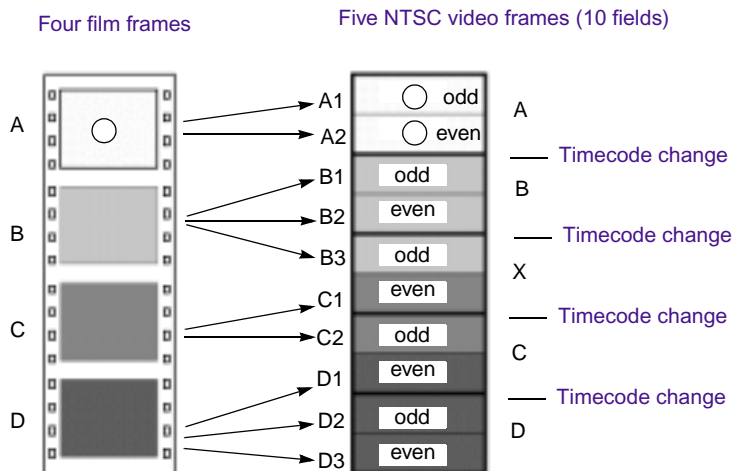 Four film frames
Five NTSC video frames (10 fields)
A
A1
odd
A2
even
A
Timecode change
B
B1
odd
B2
even
B
Timecode change
B3
odd
X
C1
even
Timecode change
C
C2
odd
C
D1
even
Timecode change
D
D2
odd
D
D3
even